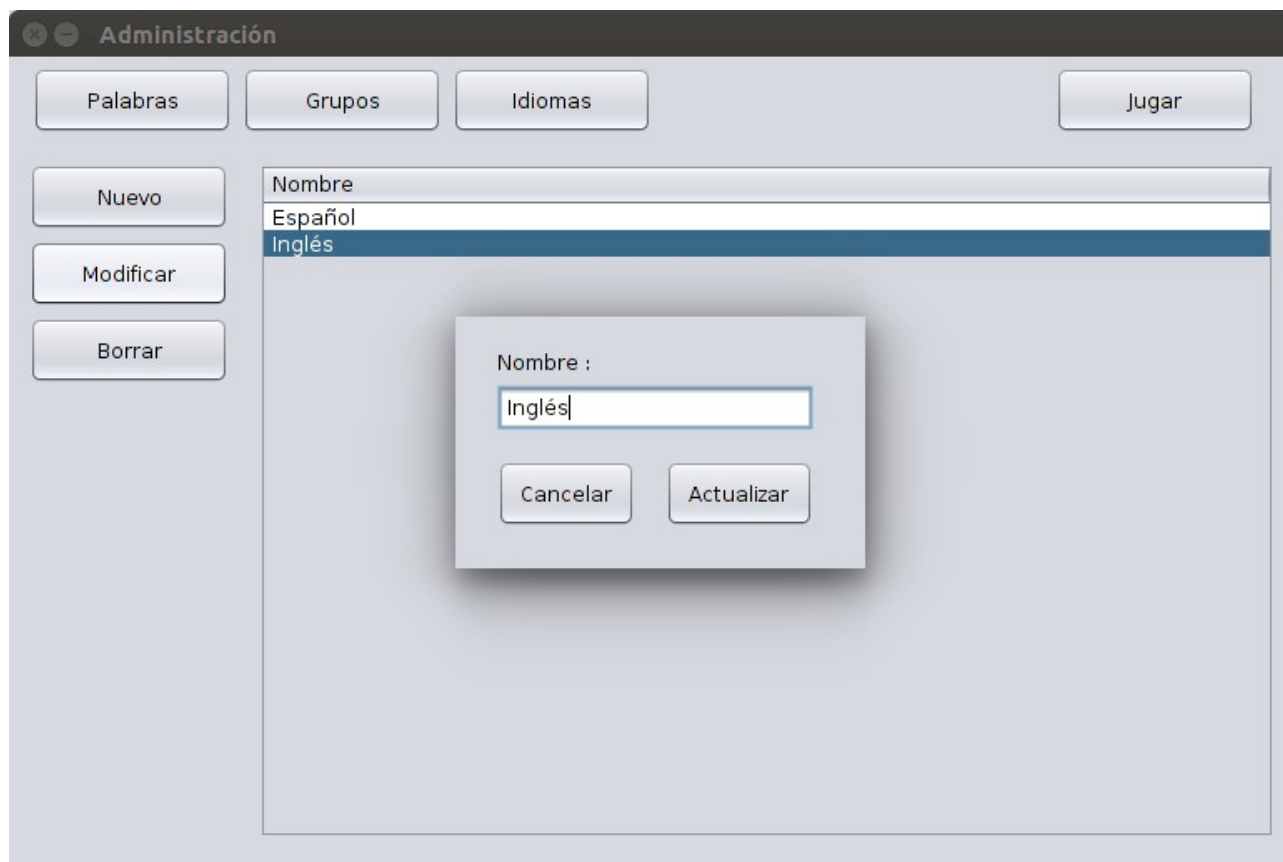 Administración
Palabras Grupos Idiomas Jugar
Nuevo
Modificar
Borrar
Nombre
Español
Inglés
Nombre :
Inglés
Cancelar Actualizar